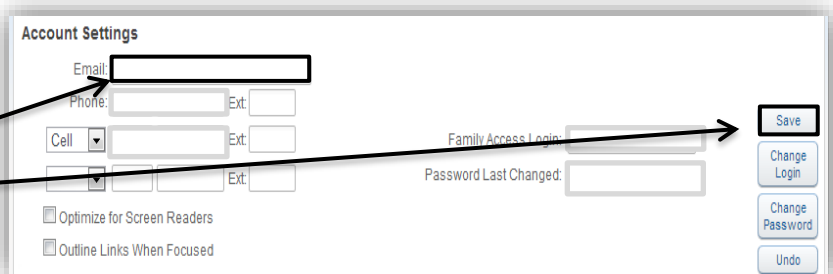 Account Settings
Email:
Phone: Ext:
Cell Ext:
Ext:
Family Access Login:
Password Last Changed:
Optimize for Screen Readers
Outline Links When Focused
Save
Change
Login
Change
Password
Undo